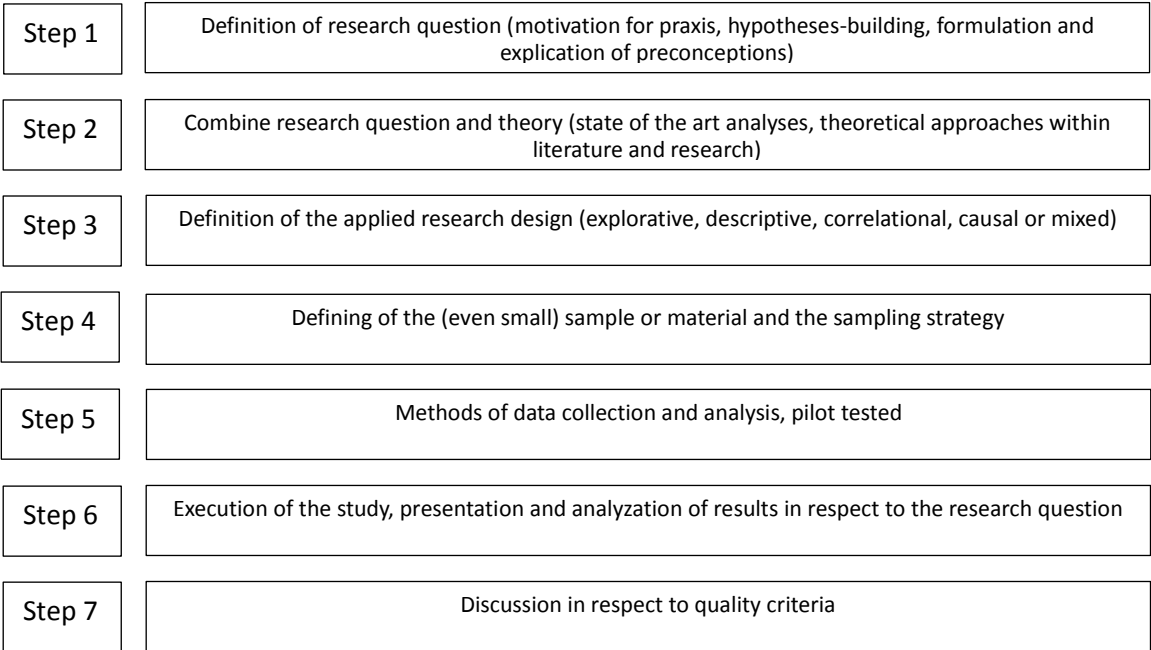 Step 1
Definition of research question (motivation for praxis, hypotheses-building, formulation and
explication of preconceptions)
Step 2
Combine research question and theory (state of the art analyses, theoretical approaches within
literature and research)
Step 3
Definition of the applied research design (explorative, descriptive, correlational, causal or mixed)
Step 4
Defining of the (even small) sample or material and the sampling strategy
Step 5
Methods of data collection and analysis, pilot tested
Step 6
Execution of the study, presentation and analyzation of results in respect to the research question
Step 7
Discussion in respect to quality criteria